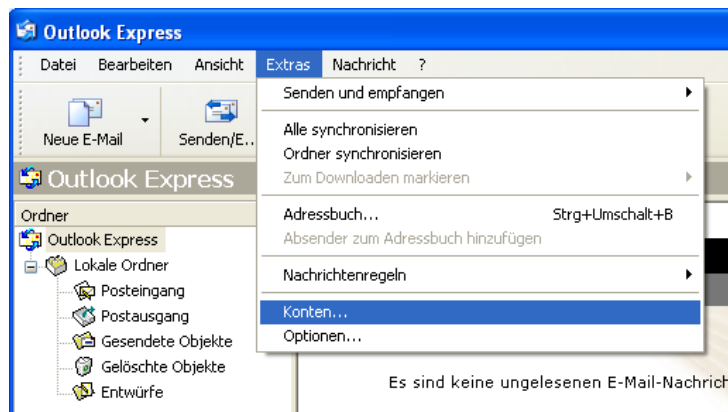 Outlook Express
Datei Bearbeiten Ansicht Extras Nachricht ?
Neue E-Mail Senden/E..
Senden und empfangen
Alle synchronisieren
Ordner synchronisieren
Zum Downloaden markieren
Adressbuch... Strg+Umschalt+B
Absender zum Adressbuch hinzufügen
Nachrichtenregeln
Konten...
Optionen...
Outlook Express
Ordner
Outlook Express
Lokale Ordner
Posteingang
Postausgang
Gesendete Objekte
Gelöschte Objekte
Entwürfe
Es sind keine ungelesenen E-Mail-Nachrich